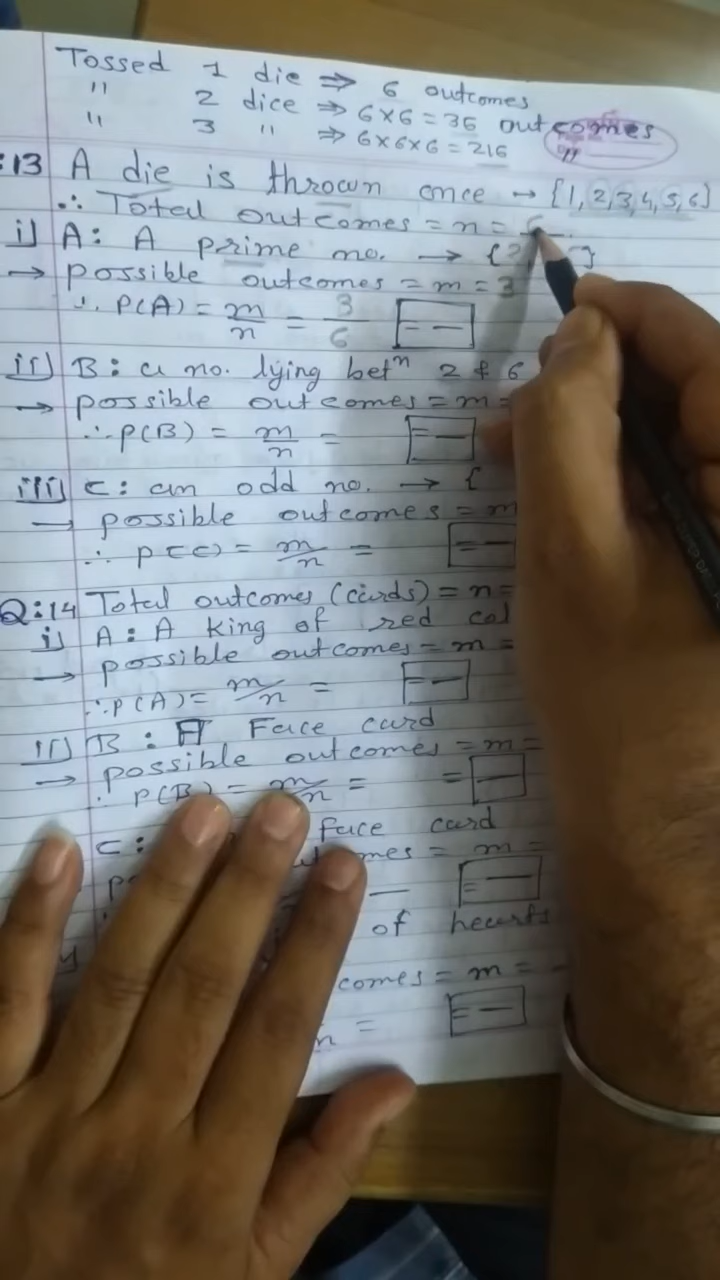 Tossed 1 die ⇒ 6 outcomes
" 2 dice ⇒ 6×6 = 36 outcomes
" 3 " ⇒ 6×6×6 = 216 "
:13 A die is thrown once → {1,2,3,4,5,6}
∴ Total outcomes = n =
i) A: A prime no. → {2, }
→ possible outcomes = m = 3
∴ P(A) = m/n = 3/6 = —
ii) B: a no. lying betⁿ 2 & 6
→ possible outcomes = m =
∴ P(B) = m/n = = —
iii) C: an odd no. → {
→ possible outcomes = m
∴ P(C) = m/n = = —
Q:14 Total outcomes (cards) = n =
i) A: A king of red col
→ possible outcomes = m =
∴ P(A) = m/n = = —
ii) B: A Face card
→ possible outcomes = m =
∴ P(B) = m/n = = —
C: face card
comes = m =
— = —
of hearts
comes = m = -
n = = —